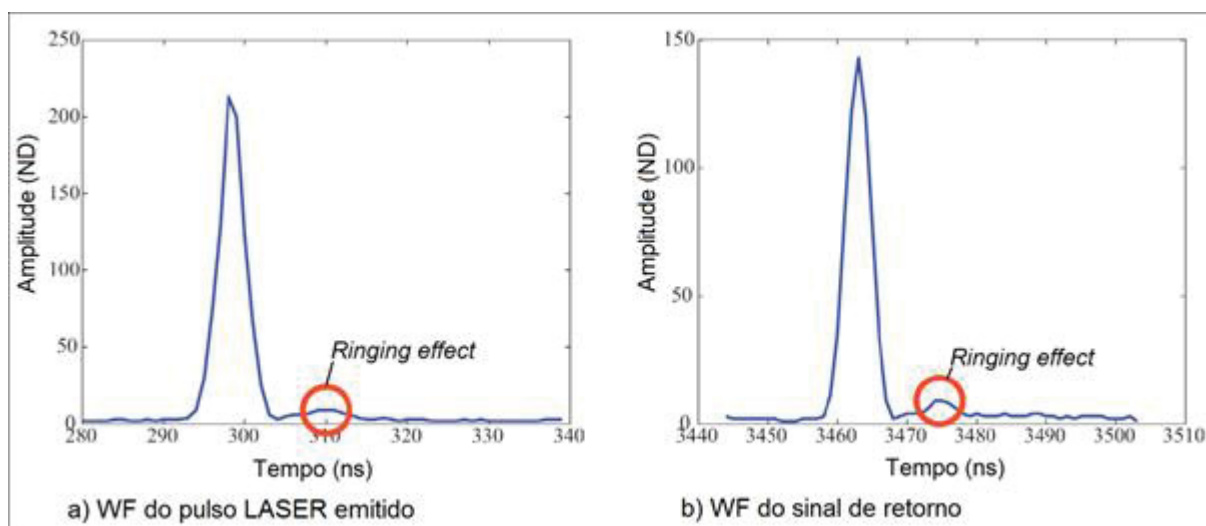 250
200
150
100
50
0
Amplitude (ND)
Ringing effect
280 290 300 310 320 330 340
Tempo (ns)
a) WF do pulso LASER emitido
150
100
50
0
Amplitude (ND)
Ringing effect
3440 3450 3460 3470 3480 3490 3500 3510
Tempo (ns)
b) WF do sinal de retorno